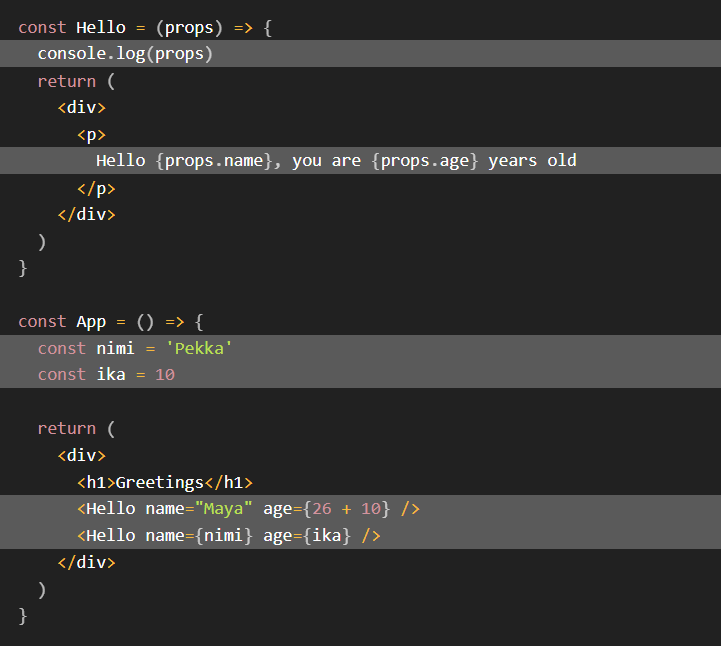 const Hello = (props) => {
  console.log(props)
  return (
    <div>
      <p>
        Hello {props.name}, you are {props.age} years old
      </p>
    </div>
  )
}

const App = () => {
  const nimi = 'Pekka'
  const ika = 10

  return (
    <div>
      <h1>Greetings</h1>
      <Hello name="Maya" age={26 + 10} />
      <Hello name={nimi} age={ika} />
    </div>
  )
}